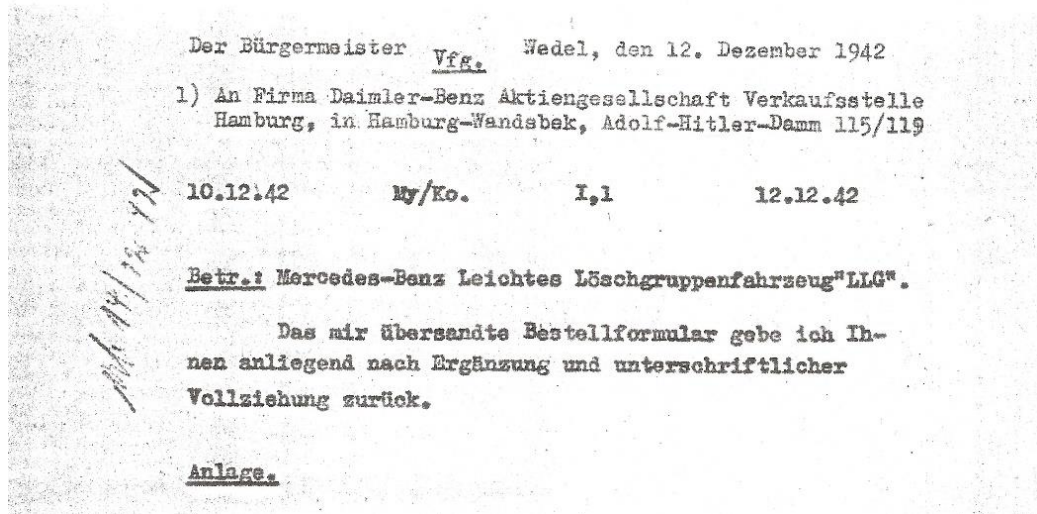 Der Bürgermeister Vfg. Wedel, den 12. Dezember 1942
1) An Firma Daimler-Benz Aktiengesellschaft Verkaufsstelle
Hamburg, in Hamburg-Wandsbek, Adolf-Hitler-Damm 115/119
10.12.42 My/Ko. I,1 12.12.42
Betr.: Mercedes-Benz Leichtes Löschgruppenfahrzeug"LLG".
Das mir übersandte Bestellformular gebe ich Ih-
nen anliegend nach Ergänzung und unterschriftlicher
Vollziehung zurück.
Anlage.